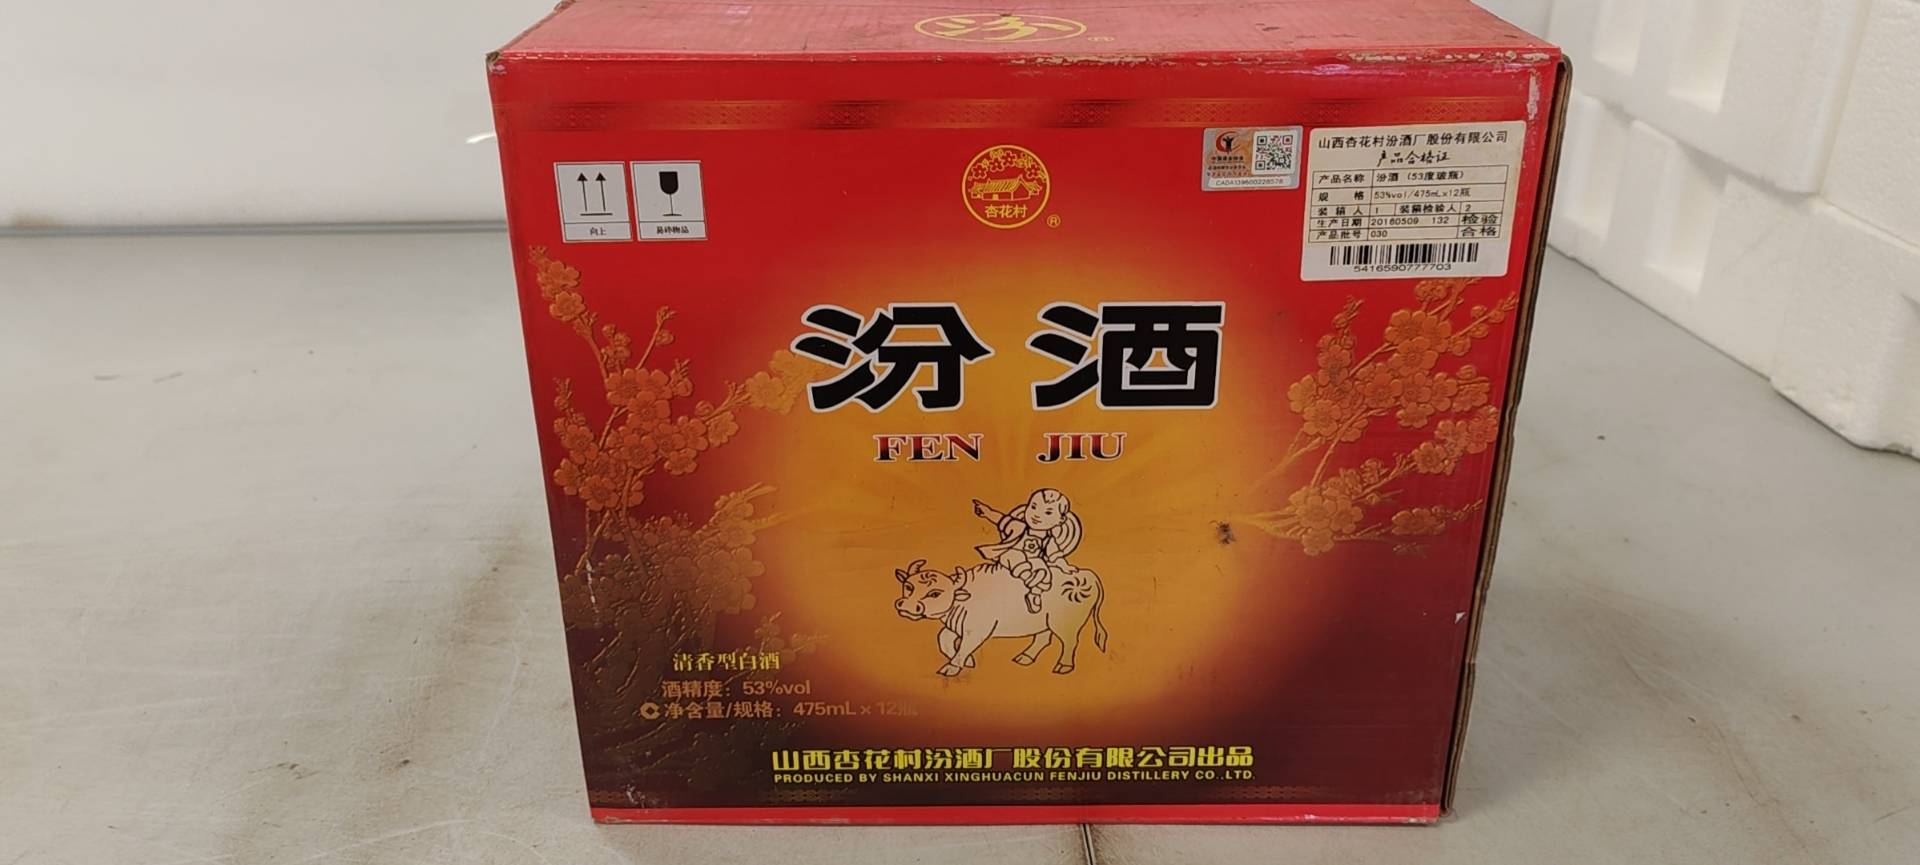 汾
向上
易碎物品
杏花村
®
CADA139600228578
山西杏花村汾酒厂股份有限公司
产品合格证
产品名称 汾酒（53度玻瓶）
规格 53%vol/475mL×12瓶
装箱人 1 装箱检验人 2
生产日期 20160509 132 检验
产品批号 030 合格
5416590777703
汾酒
FEN JIU
清香型白酒
酒精度：53%vol
净含量/规格：475mL×12瓶
山西杏花村汾酒厂股份有限公司出品
PRODUCED BY SHANXI XINGHUACUN FENJIU DISTILLERY CO.,LTD.